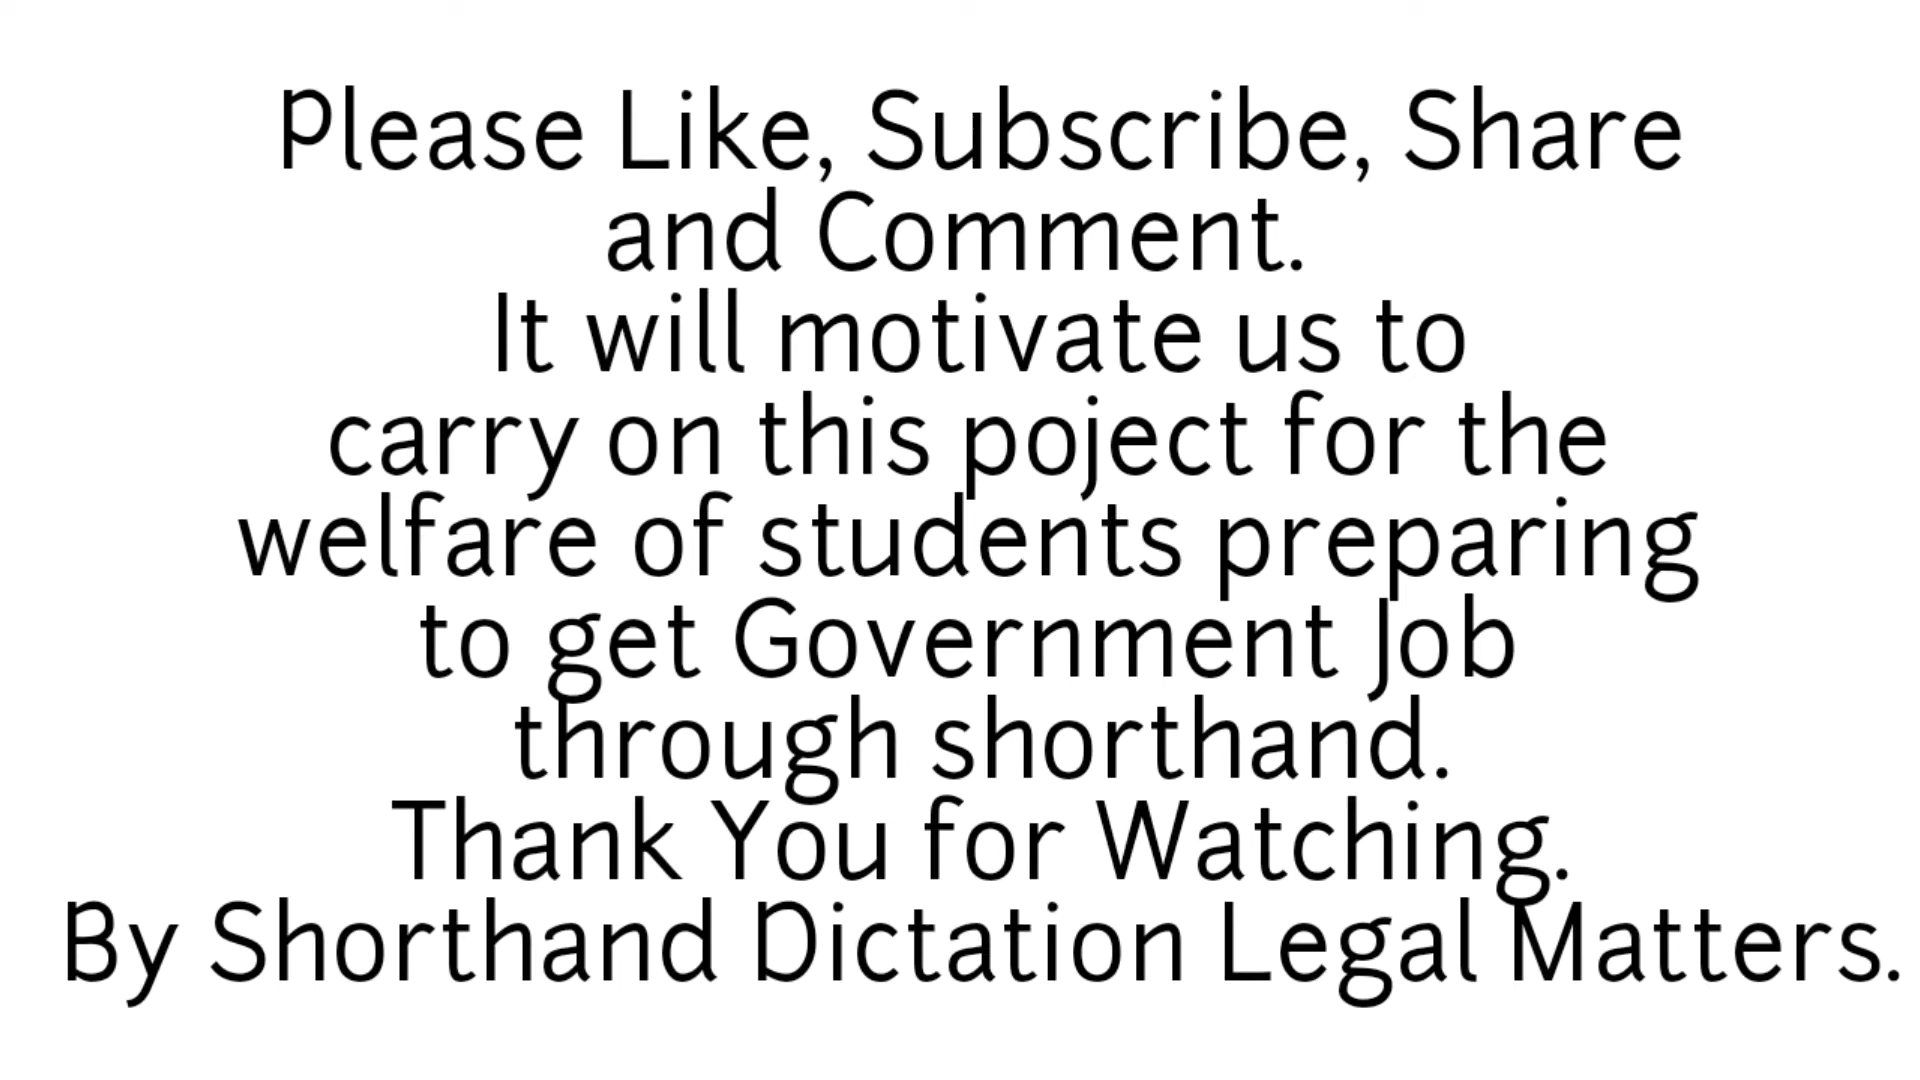 Please Like, Subscribe, Share
and Comment.
It will motivate us to
carry on this poject for the
welfare of students preparing
to get Government Job
through shorthand.
Thank You for Watching.
By Shorthand Dictation Legal Matters.